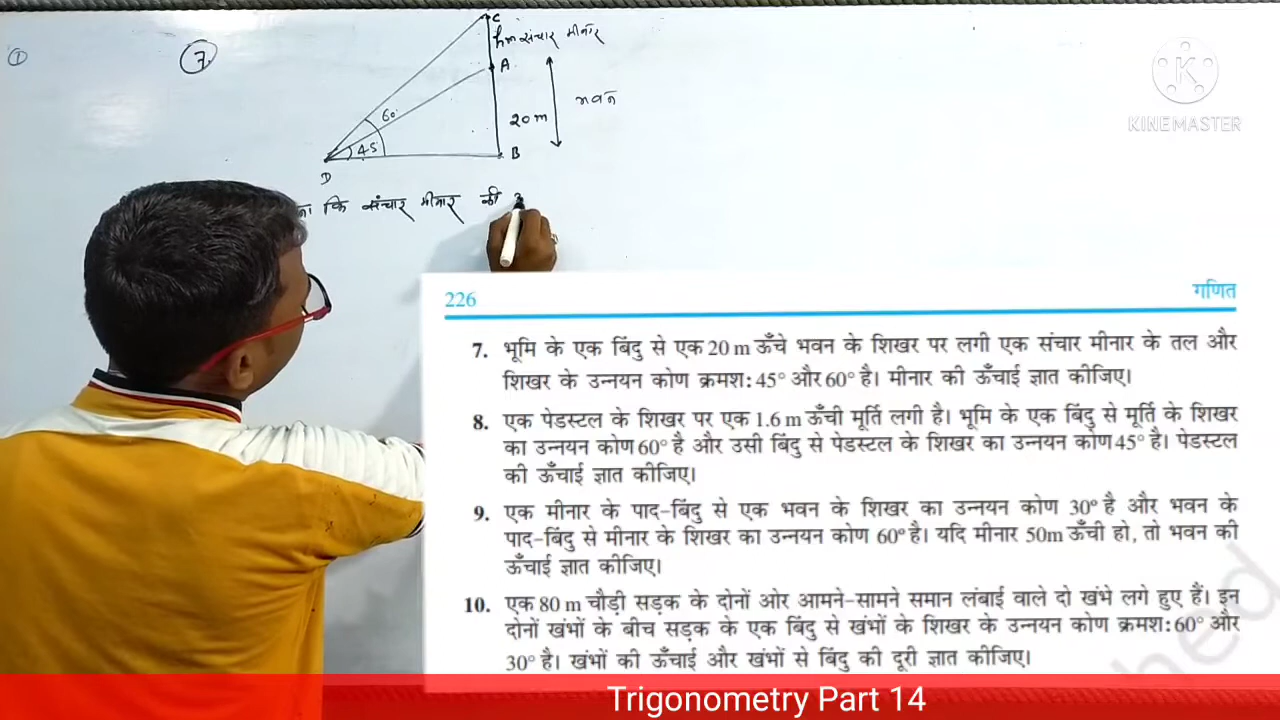 ①
⑦
C
hm संचार मीनार
A
60°
20 m
भवन
45
B
D
कि संचार मीनार की
KINEMASTER
226
गणित
7. भूमि के एक बिंदु से एक 20 m ऊँचे भवन के शिखर पर लगी एक संचार मीनार के तल और
शिखर के उन्नयन कोण क्रमश: 45° और 60° है। मीनार की ऊँचाई ज्ञात कीजिए।
8. एक पेडस्टल के शिखर पर एक 1.6 m ऊँची मूर्ति लगी है। भूमि के एक बिंदु से मूर्ति के शिखर
का उन्नयन कोण 60° है और उसी बिंदु से पेडस्टल के शिखर का उन्नयन कोण 45° है। पेडस्टल
की ऊँचाई ज्ञात कीजिए।
9. एक मीनार के पाद-बिंदु से एक भवन के शिखर का उन्नयन कोण 30° है और भवन के
पाद-बिंदु से मीनार के शिखर का उन्नयन कोण 60° है। यदि मीनार 50m ऊँची हो, तो भवन की
ऊँचाई ज्ञात कीजिए।
10. एक 80 m चौड़ी सड़क के दोनों ओर आमने-सामने समान लंबाई वाले दो खंभे लगे हुए हैं। इन
दोनों खंभों के बीच सड़क के एक बिंदु से खंभों के शिखर के उन्नयन कोण क्रमश: 60° और
30° है। खंभों की ऊँचाई और खंभों से बिंदु की दूरी ज्ञात कीजिए।
Trigonometry Part 14